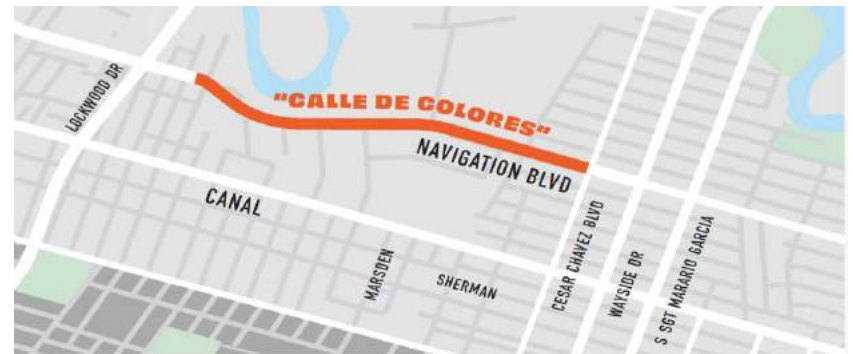 LOCKWOOD DR
"CALLE DE COLORES"
NAVIGATION BLVD
CANAL
MARSDEN
SHERMAN
CESAR CHAVEZ BLVD
WAYSIDE DR
S SGT MARARIO GARCIA